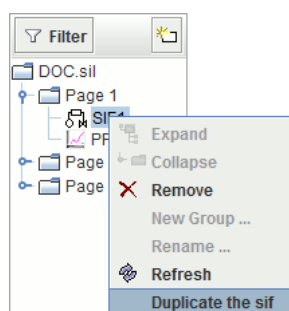 Filter
DOC.sil
Page 1
SIF1
Expand
Collapse
Page
Page
Remove
New Group ...
Rename ...
Refresh
Duplicate the sif